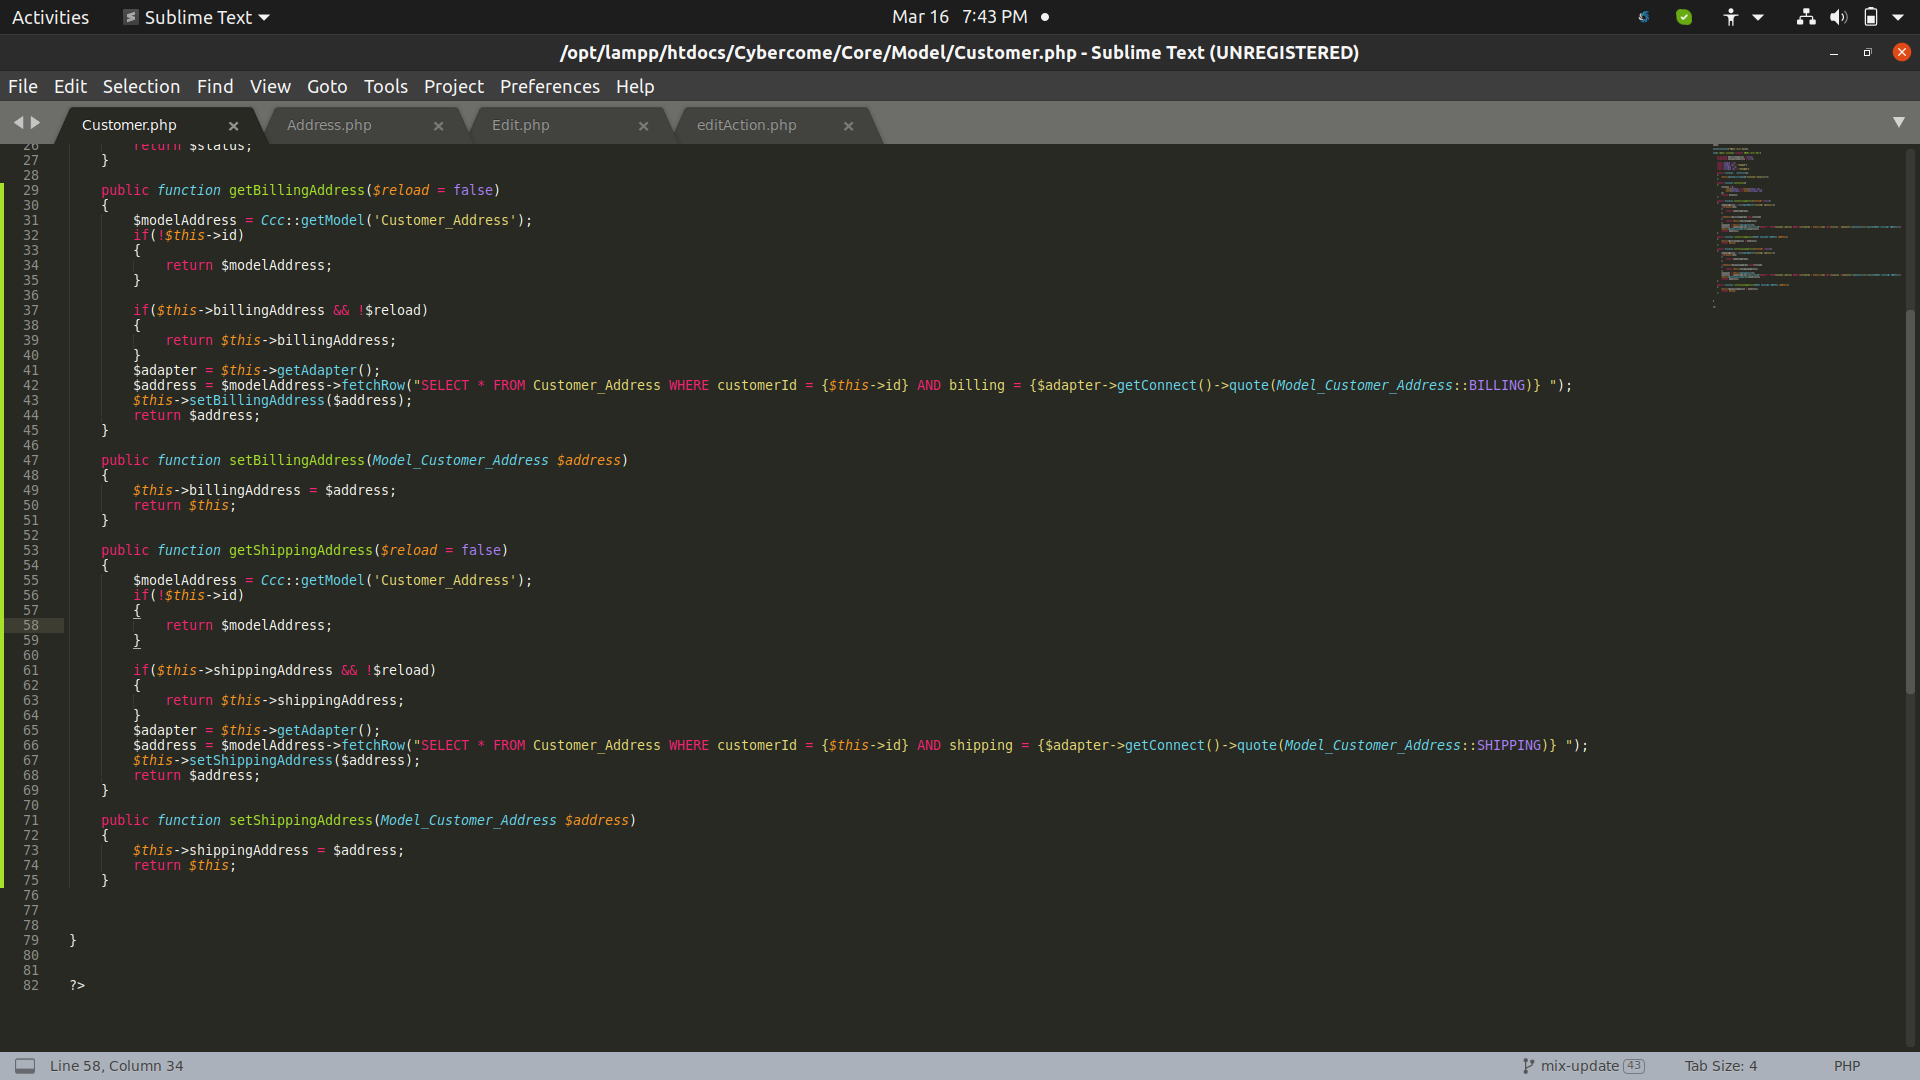 Activities Sublime Text Mar 16 7:43 PM
/opt/lampp/htdocs/Cybercome/Core/Model/Customer.php - Sublime Text (UNREGISTERED)
File Edit Selection Find View Goto Tools Project Preferences Help
Customer.php Address.php Edit.php editAction.php
26 return $status;
27 }
28
29 public function getBillingAddress($reload = false)
30 {
31 $modelAddress = Ccc::getModel('Customer_Address');
32 if(!$this->id)
33 {
34 return $modelAddress;
35 }
36
37 if($this->billingAddress && !$reload)
38 {
39 return $this->billingAddress;
40 }
41 $adapter = $this->getAdapter();
42 $address = $modelAddress->fetchRow("SELECT * FROM Customer_Address WHERE customerId = {$this->id} AND billing = {$adapter->getConnect()->quote(Model_Customer_Address::BILLING)} ");
43 $this->setBillingAddress($address);
44 return $address;
45 }
46
47 public function setBillingAddress(Model_Customer_Address $address)
48 {
49 $this->billingAddress = $address;
50 return $this;
51 }
52
53 public function getShippingAddress($reload = false)
54 {
55 $modelAddress = Ccc::getModel('Customer_Address');
56 if(!$this->id)
57 {
58 return $modelAddress;
59 }
60
61 if($this->shippingAddress && !$reload)
62 {
63 return $this->shippingAddress;
64 }
65 $adapter = $this->getAdapter();
66 $address = $modelAddress->fetchRow("SELECT * FROM Customer_Address WHERE customerId = {$this->id} AND shipping = {$adapter->getConnect()->quote(Model_Customer_Address::SHIPPING)} ");
67 $this->setShippingAddress($address);
68 return $address;
69 }
70
71 public function setShippingAddress(Model_Customer_Address $address)
72 {
73 $this->shippingAddress = $address;
74 return $this;
75 }
76
77
78
79 }
80
81
82 ?>
Line 58, Column 34 mix-update 43 Tab Size: 4 PHP